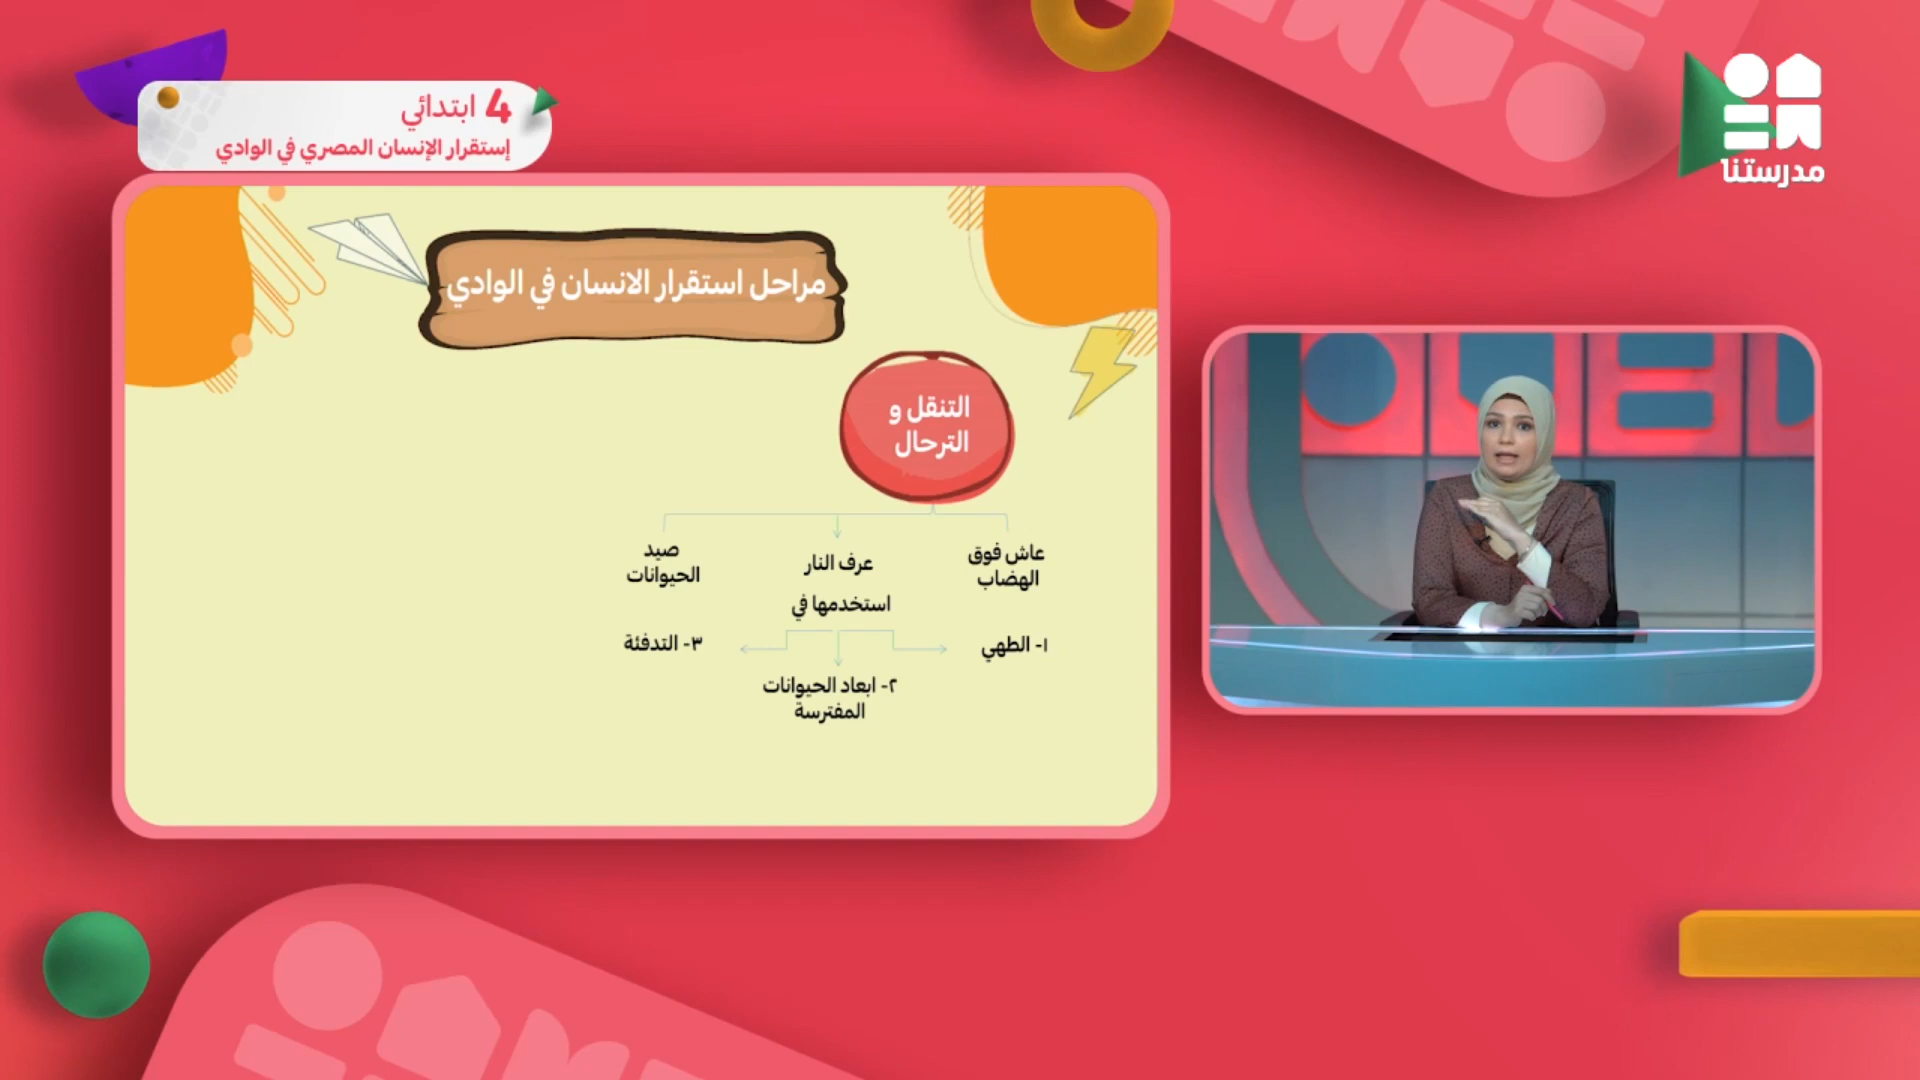 4 ابتدائي
إستقرار الإنسان المصري في الوادي
مدرستنا
مراحل استقرار الانسان في الوادي
التنقل و
الترحال
عاش فوق
الهضاب
عرف النار
استخدمها في
صيد
الحيوانات
١- الطهي
٢- ابعاد الحيوانات
المفترسة
٣- التدفئة